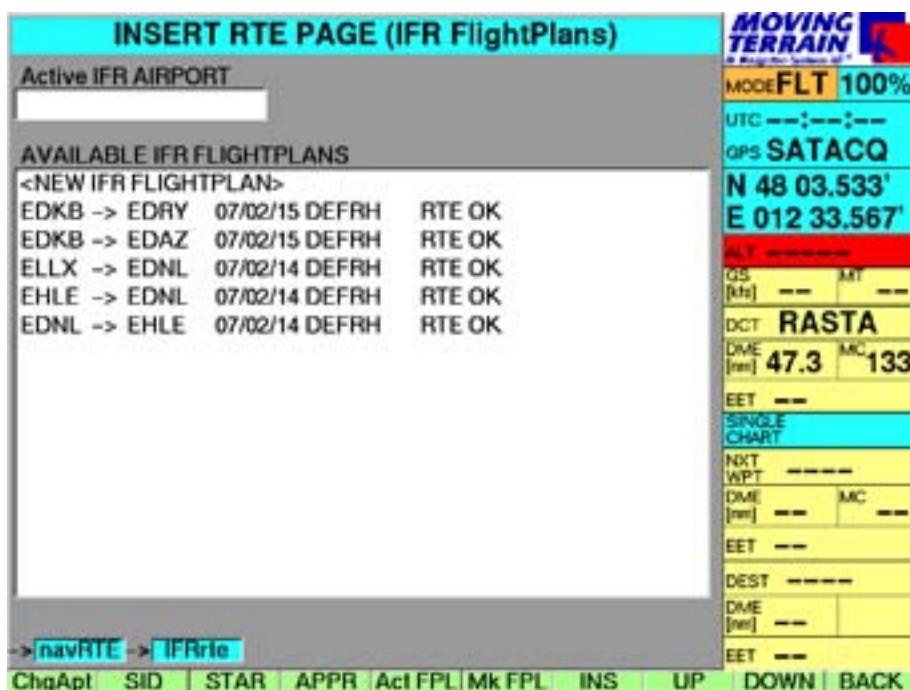 INSERT RTE PAGE (IFR FlightPlans)
Active IFR AIRPORT
AVAILABLE IFR FLIGHTPLANS
<NEW IFR FLIGHTPLAN>
EDKB -> EDRY 07/02/15 DEFRH RTE OK
EDKB -> EDAZ 07/02/15 DEFRH RTE OK
ELLX -> EDNL 07/02/14 DEFRH RTE OK
EHLE -> EDNL 07/02/14 DEFRH RTE OK
EDNL -> EHLE 07/02/14 DEFRH RTE OK
-> navRTE -> IFRrte
ChgApt SID STAR APPR Act FPL Mk FPL INS UP DOWN BACK
MOVING
TERRAIN
MODE FLT 100%
UTC --:--:--
GPS SATACQ
N 48 03.533'
E 012 33.567'
ALT -----
GS [kts] -- MT --
DCT RASTA
DME [nm] 47.3 MC 133
EET --
SINGLE
CHART
NXT
WPT ----
DME [nm] -- MC --
EET --
DEST ----
DME [nm] --
EET --